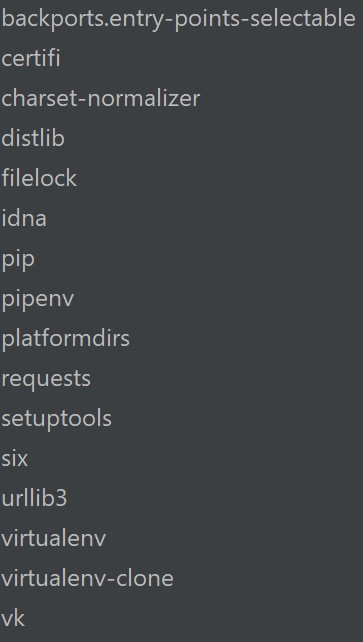 backports.entry-points-selectable
certifi
charset-normalizer
distlib
filelock
idna
pip
pipenv
platformdirs
requests
setuptools
six
urllib3
virtualenv
virtualenv-clone
vk